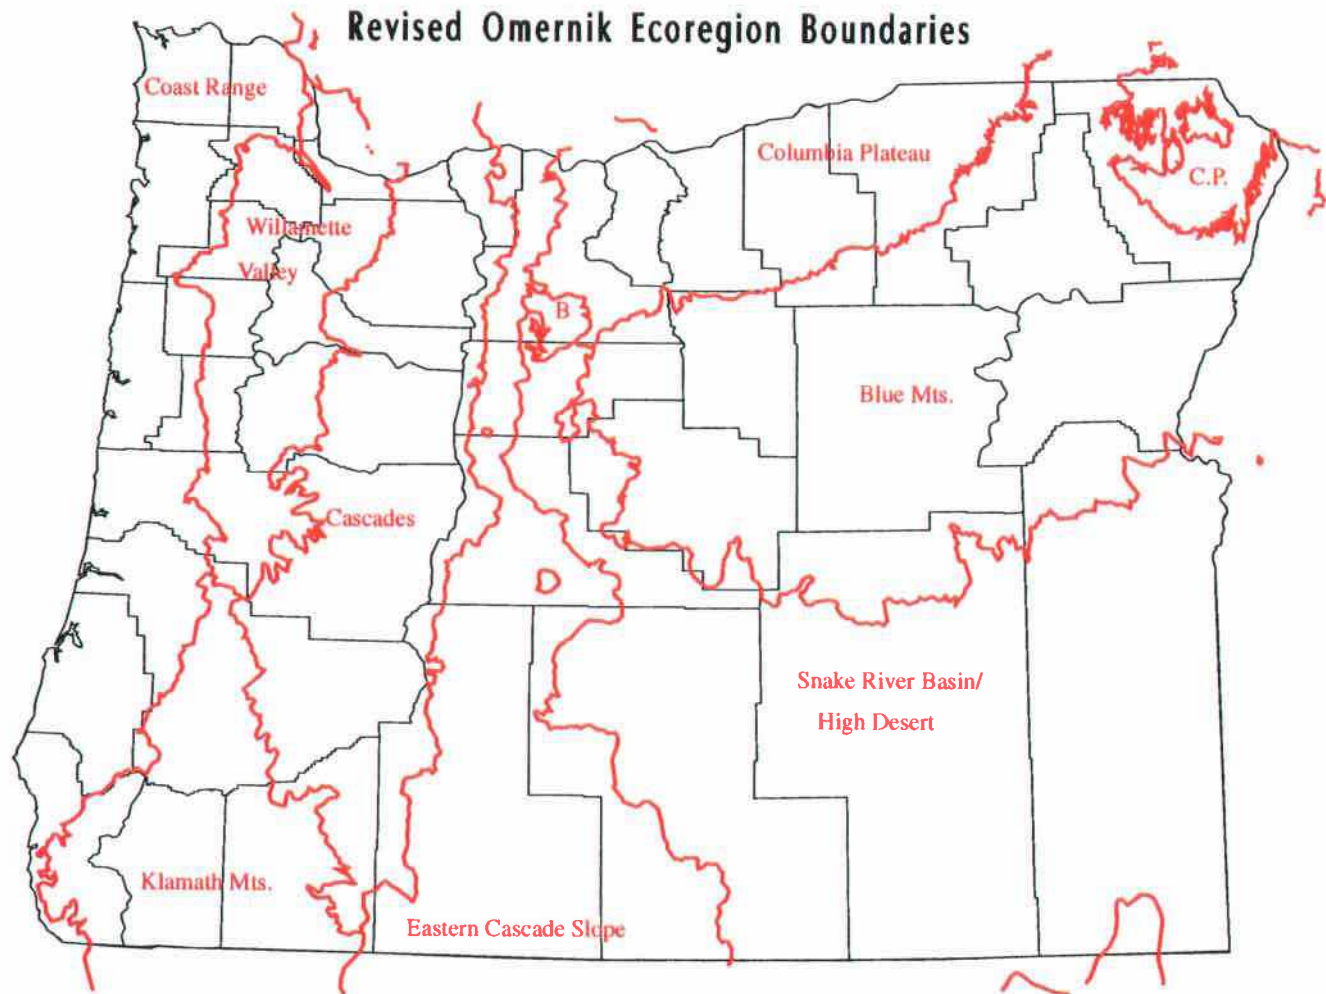 Revised Omernik Ecoregion Boundaries
Coast Range
Columbia Plateau
C.P.
Willamette
Valley
B
Blue Mts.
Cascades
Snake River Basin/
High Desert
Klamath Mts.
Eastern Cascade Slope